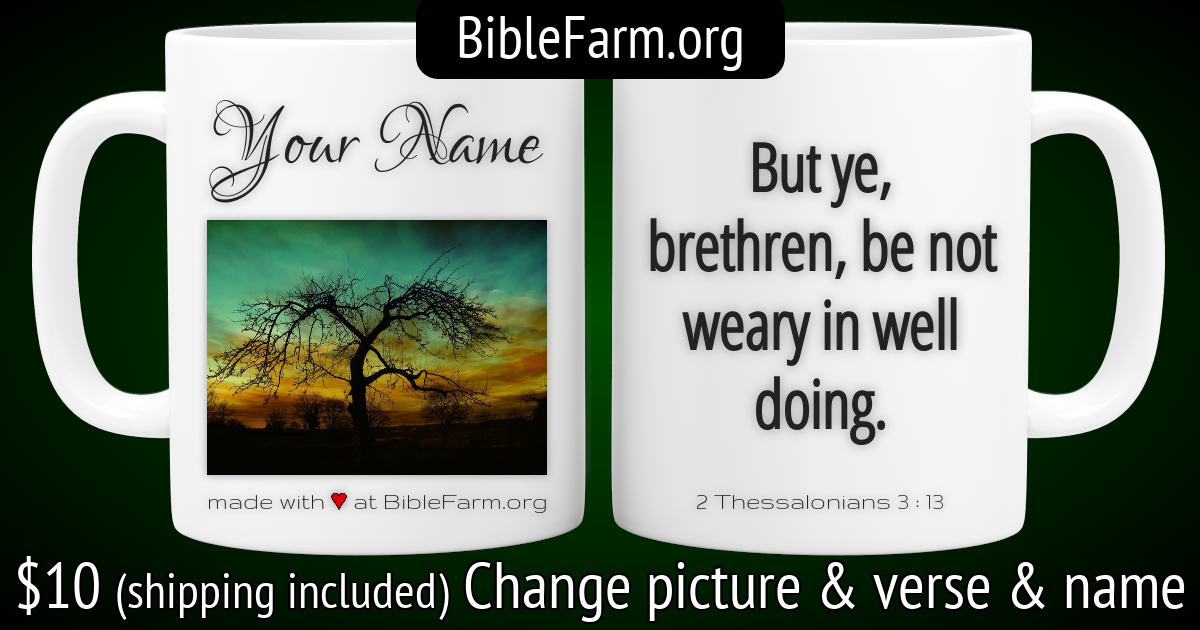 BibleFarm.org
Your Name
made with ♥ at BibleFarm.org
But ye,
brethren, be not
weary in well
doing.
2 Thessalonians 3 : 13
$10 (shipping included) Change picture & verse & name